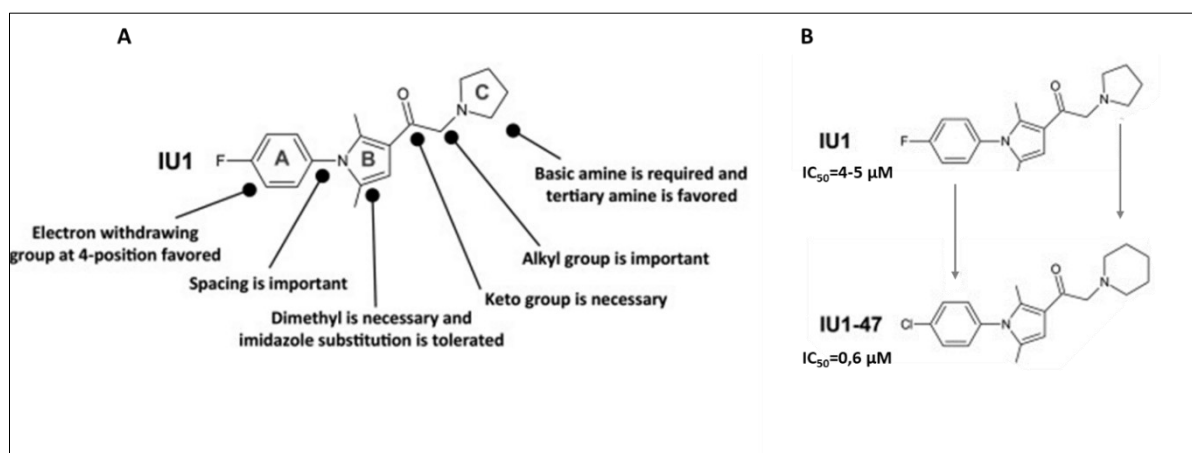 A
O
N
C
IU1
F
A
N
B
Basic amine is required and
tertiary amine is favored
Electron withdrawing
group at 4-position favored
Alkyl group is important
Spacing is important
Keto group is necessary
Dimethyl is necessary and
imidazole substitution is tolerated
B
O
N
IU1
F
N
IC₅₀=4-5 µM
O
N
IU1-47
Cl
N
IC₅₀=0,6 µM